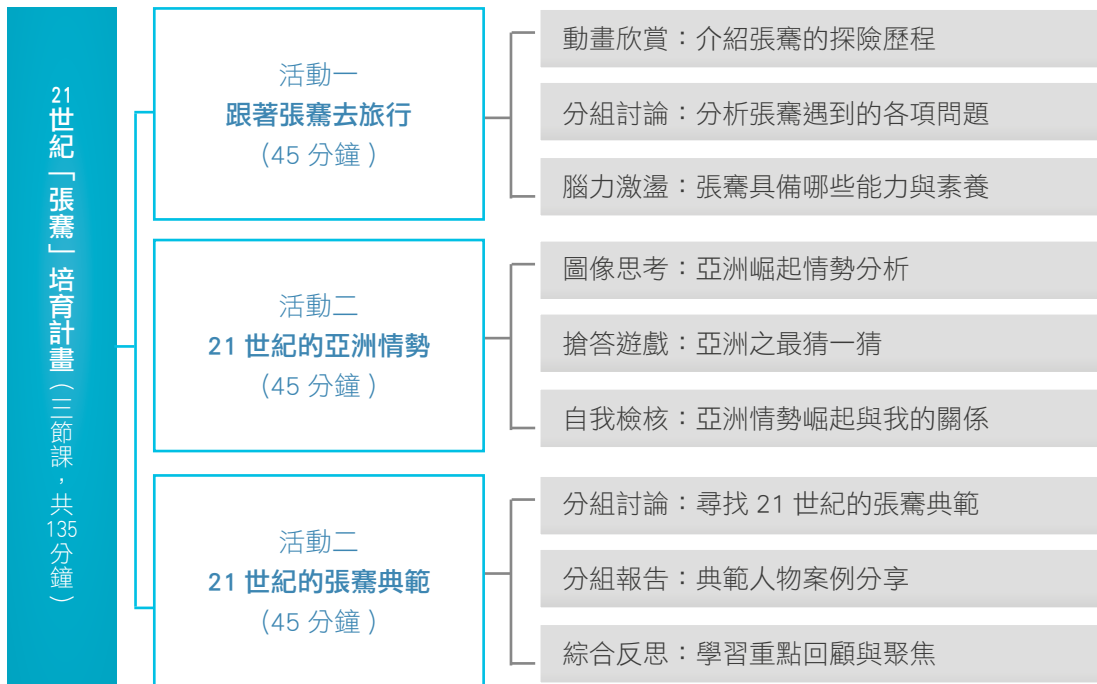 21世紀「張騫」培育計畫（三節課，共135分鐘）
活動一
跟著張騫去旅行
（45 分鐘）
動畫欣賞：介紹張騫的探險歷程
分組討論：分析張騫遇到的各項問題
腦力激盪：張騫具備哪些能力與素養
活動二
21 世紀的亞洲情勢
（45 分鐘）
圖像思考：亞洲崛起情勢分析
搶答遊戲：亞洲之最猜一猜
自我檢核：亞洲情勢崛起與我的關係
活動二
21 世紀的張騫典範
（45 分鐘）
分組討論：尋找 21 世紀的張騫典範
分組報告：典範人物案例分享
綜合反思：學習重點回顧與聚焦